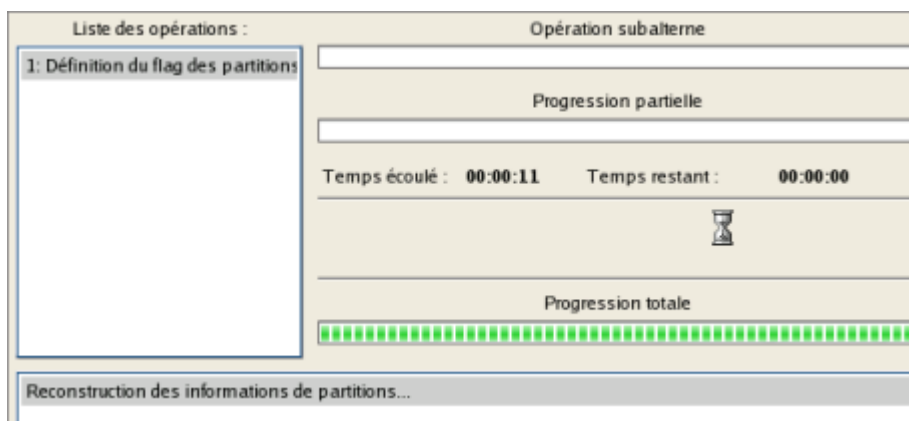 Liste des opérations :
1: Définition du flag des partitions
Opération subalterne
Progression partielle
Temps écoulé : 00:00:11 Temps restant : 00:00:00
Progression totale
Reconstruction des informations de partitions...